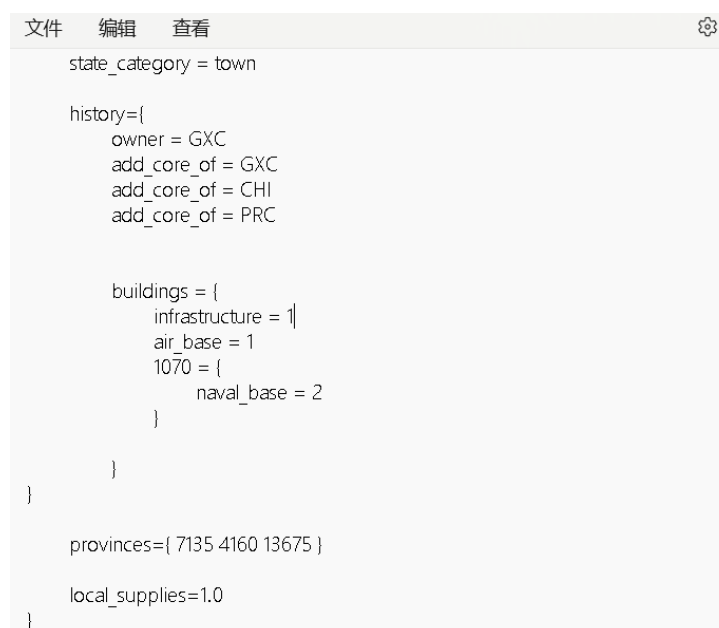 文件 编辑 查看
state_category = town
history={
owner = GXC
add_core_of = GXC
add_core_of = CHI
add_core_of = PRC
buildings = {
infrastructure = 1
air_base = 1
1070 = {
naval_base = 2
}
}
}
provinces={ 7135 4160 13675 }
local_supplies=1.0
}